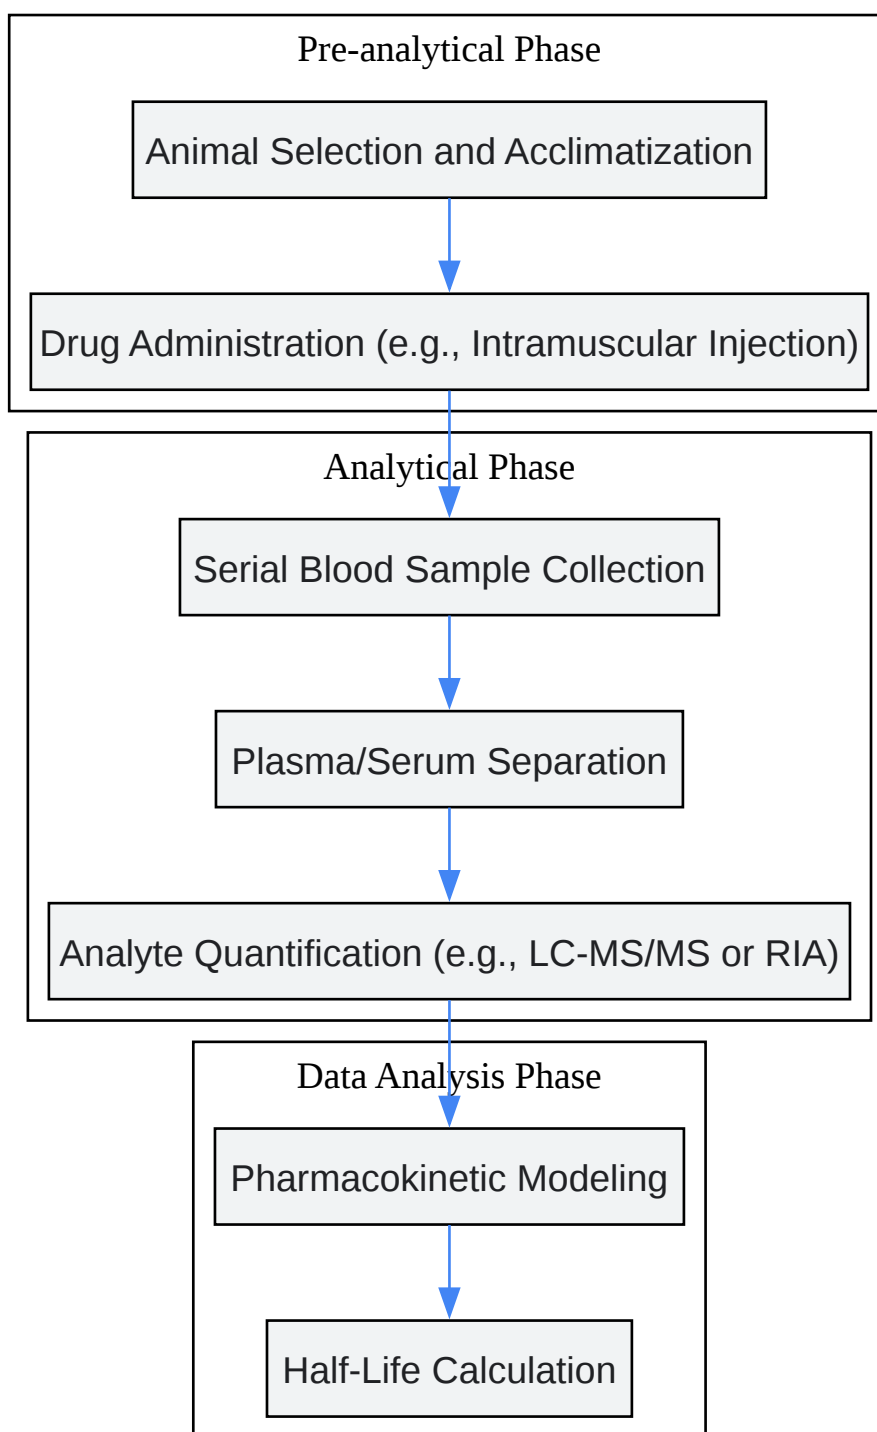 Pre-analytical Phase
Animal Selection and Acclimatization
Drug Administration (e.g., Intramuscular Injection)
Analytical Phase
Serial Blood Sample Collection
Plasma/Serum Separation
Analyte Quantification (e.g., LC-MS/MS or RIA)
Data Analysis Phase
Pharmacokinetic Modeling
Half-Life Calculation